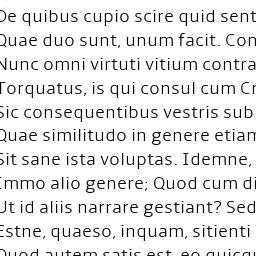 De quibus cupio scire quid sent
Quae duo sunt, unum facit. Con
Nunc omni virtuti vitium contra
Torquatus, is qui consul cum Cn
Sic consequentibus vestris sub
Quae similitudo in genere etiam
Sit sane ista voluptas. Idemne,
Immo alio genere; Quod cum di
Ut id aliis narrare gestiant? Sed
Estne, quaeso, inquam, sitienti
Quod autem satis est, eo quicqu